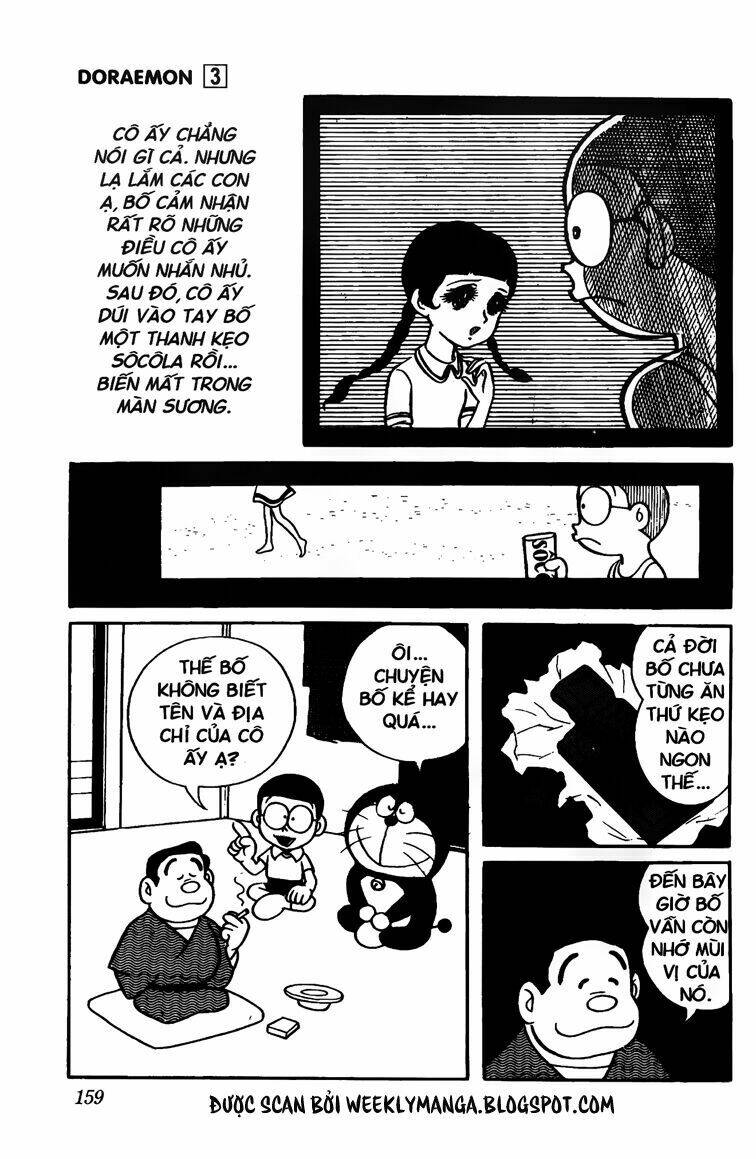 DORAEMON 3
CÔ ẤY CHẲNG
NÓI GÌ CẢ. NHƯNG
LẠ LẮM CÁC CON
Ạ, BỐ CẢM NHẬN
RẤT RÕ NHỮNG
ĐIỀU CÔ ẤY
MUỐN NHẮN NHỦ.
SAU ĐÓ, CÔ ẤY
DÚI VÀO TAY BỐ
MỘT THANH KẸO
SÔCÔLA RỒI...
BIẾN MẤT TRONG
MÀN SƯƠNG.
CẢ ĐỜI
BỐ CHƯA
TỪNG ĂN
THỨ KẸO
NÀO
NGON
THẾ...
ĐẾN BÂY
GIỜ BỐ
VẪN CÒN
NHỚ MÙI
VỊ CỦA
NÓ.
ÔI...
CHUYỆN
BỐ KỂ HAY
QUÁ...
THẾ BỐ
KHÔNG BIẾT
TÊN VÀ ĐỊA
CHỈ CỦA CÔ
ẤY Ạ?
159
ĐƯỢC SCAN BỞI WEEKLYMANGA.BLOGSPOT.COM